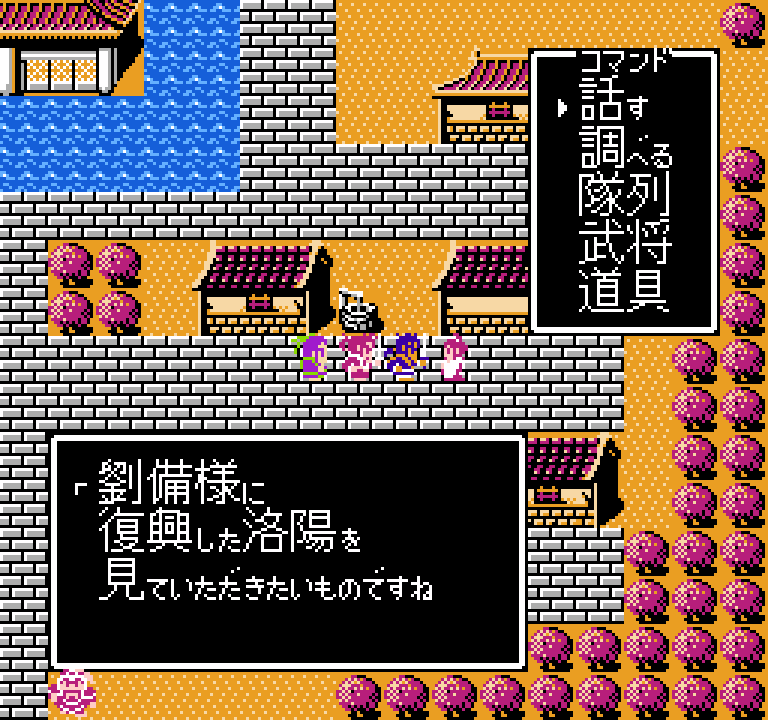 コマンド
話す
調べる
隊列
武将
道具
「劉備様に
復興した洛陽を
見ていただきたいものですね